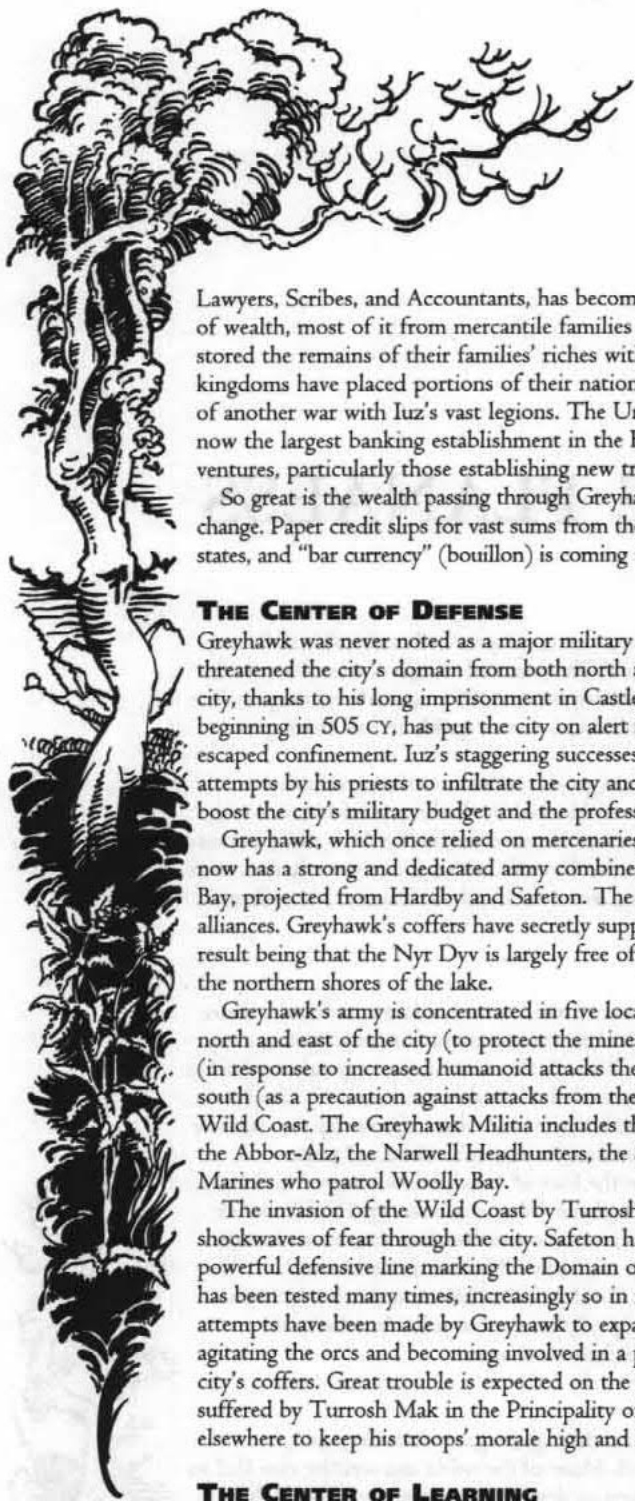 Lawyers, Scribes, and Accountants, has becom
of wealth, most of it from mercantile families
stored the remains of their families' riches with
kingdoms have placed portions of their nation
of another war with Iuz's vast legions. The Un
now the largest banking establishment in the
ventures, particularly those establishing new tr
So great is the wealth passing through Greyha
change. Paper credit slips for vast sums from the
states, and “bar currency” (bouillon) is coming
THE CENTER OF DEFENSE
Greyhawk was never noted as a major military
threatened the city's domain from both north a
city, thanks to his long imprisonment in Castle
beginning in 505 CY, has put the city on alert
escaped confinement. Iuz's staggering successes
attempts by his priests to infiltrate the city and
boost the city's military budget and the profess
Greyhawk, which once relied on mercenaries
now has a strong and dedicated army combine
Bay, projected from Hardby and Safeton. The
alliances. Greyhawk's coffers have secretly supp
result being that the Nyr Dyv is largely free of
the northern shores of the lake.
Greyhawk's army is concentrated in five loca
north and east of the city (to protect the mines
(in response to increased humanoid attacks the
south (as a precaution against attacks from the
Wild Coast. The Greyhawk Militia includes th
the Abbor-Alz, the Narwell Headhunters, the
Marines who patrol Woolly Bay.
The invasion of the Wild Coast by Turrosh
shockwaves of fear through the city. Safeton h
powerful defensive line marking the Domain o
has been tested many times, increasingly so in
attempts have been made by Greyhawk to expa
agitating the orcs and becoming involved in a p
city's coffers. Great trouble is expected on the
suffered by Turrosh Mak in the Principality o
elsewhere to keep his troops' morale high and
THE CENTER OF LEARNING